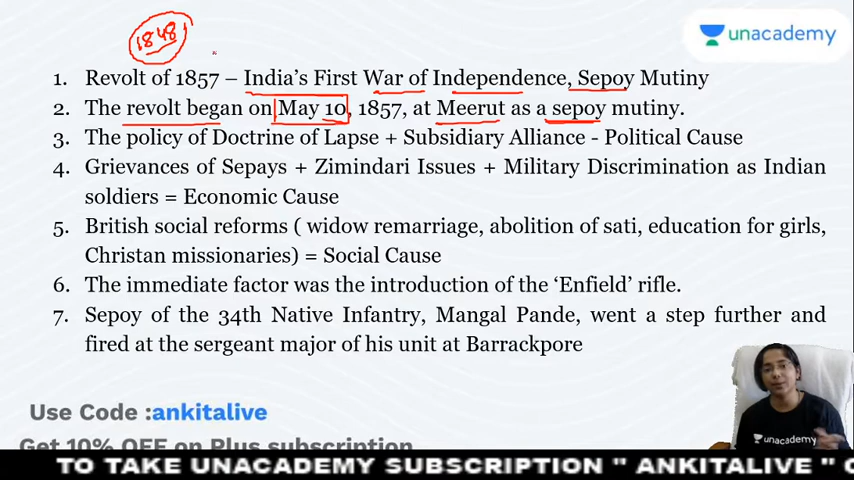 1848
unacademy
1. Revolt of 1857 – India's First War of Independence, Sepoy Mutiny
2. The revolt began on May 10, 1857, at Meerut as a sepoy mutiny.
3. The policy of Doctrine of Lapse + Subsidiary Alliance - Political Cause
4. Grievances of Sepays + Zimindari Issues + Military Discrimination as Indian
soldiers = Economic Cause
5. British social reforms ( widow remarriage, abolition of sati, education for girls,
Christan missionaries) = Social Cause
6. The immediate factor was the introduction of the 'Enfield' rifle.
7. Sepoy of the 34th Native Infantry, Mangal Pande, went a step further and
fired at the sergeant major of his unit at Barrackpore
unacademy
Use Code :ankitalive
Get 10% OFF on Plus subscription
TO TAKE UNACADEMY SUBSCRIPTION " ANKITALIVE "